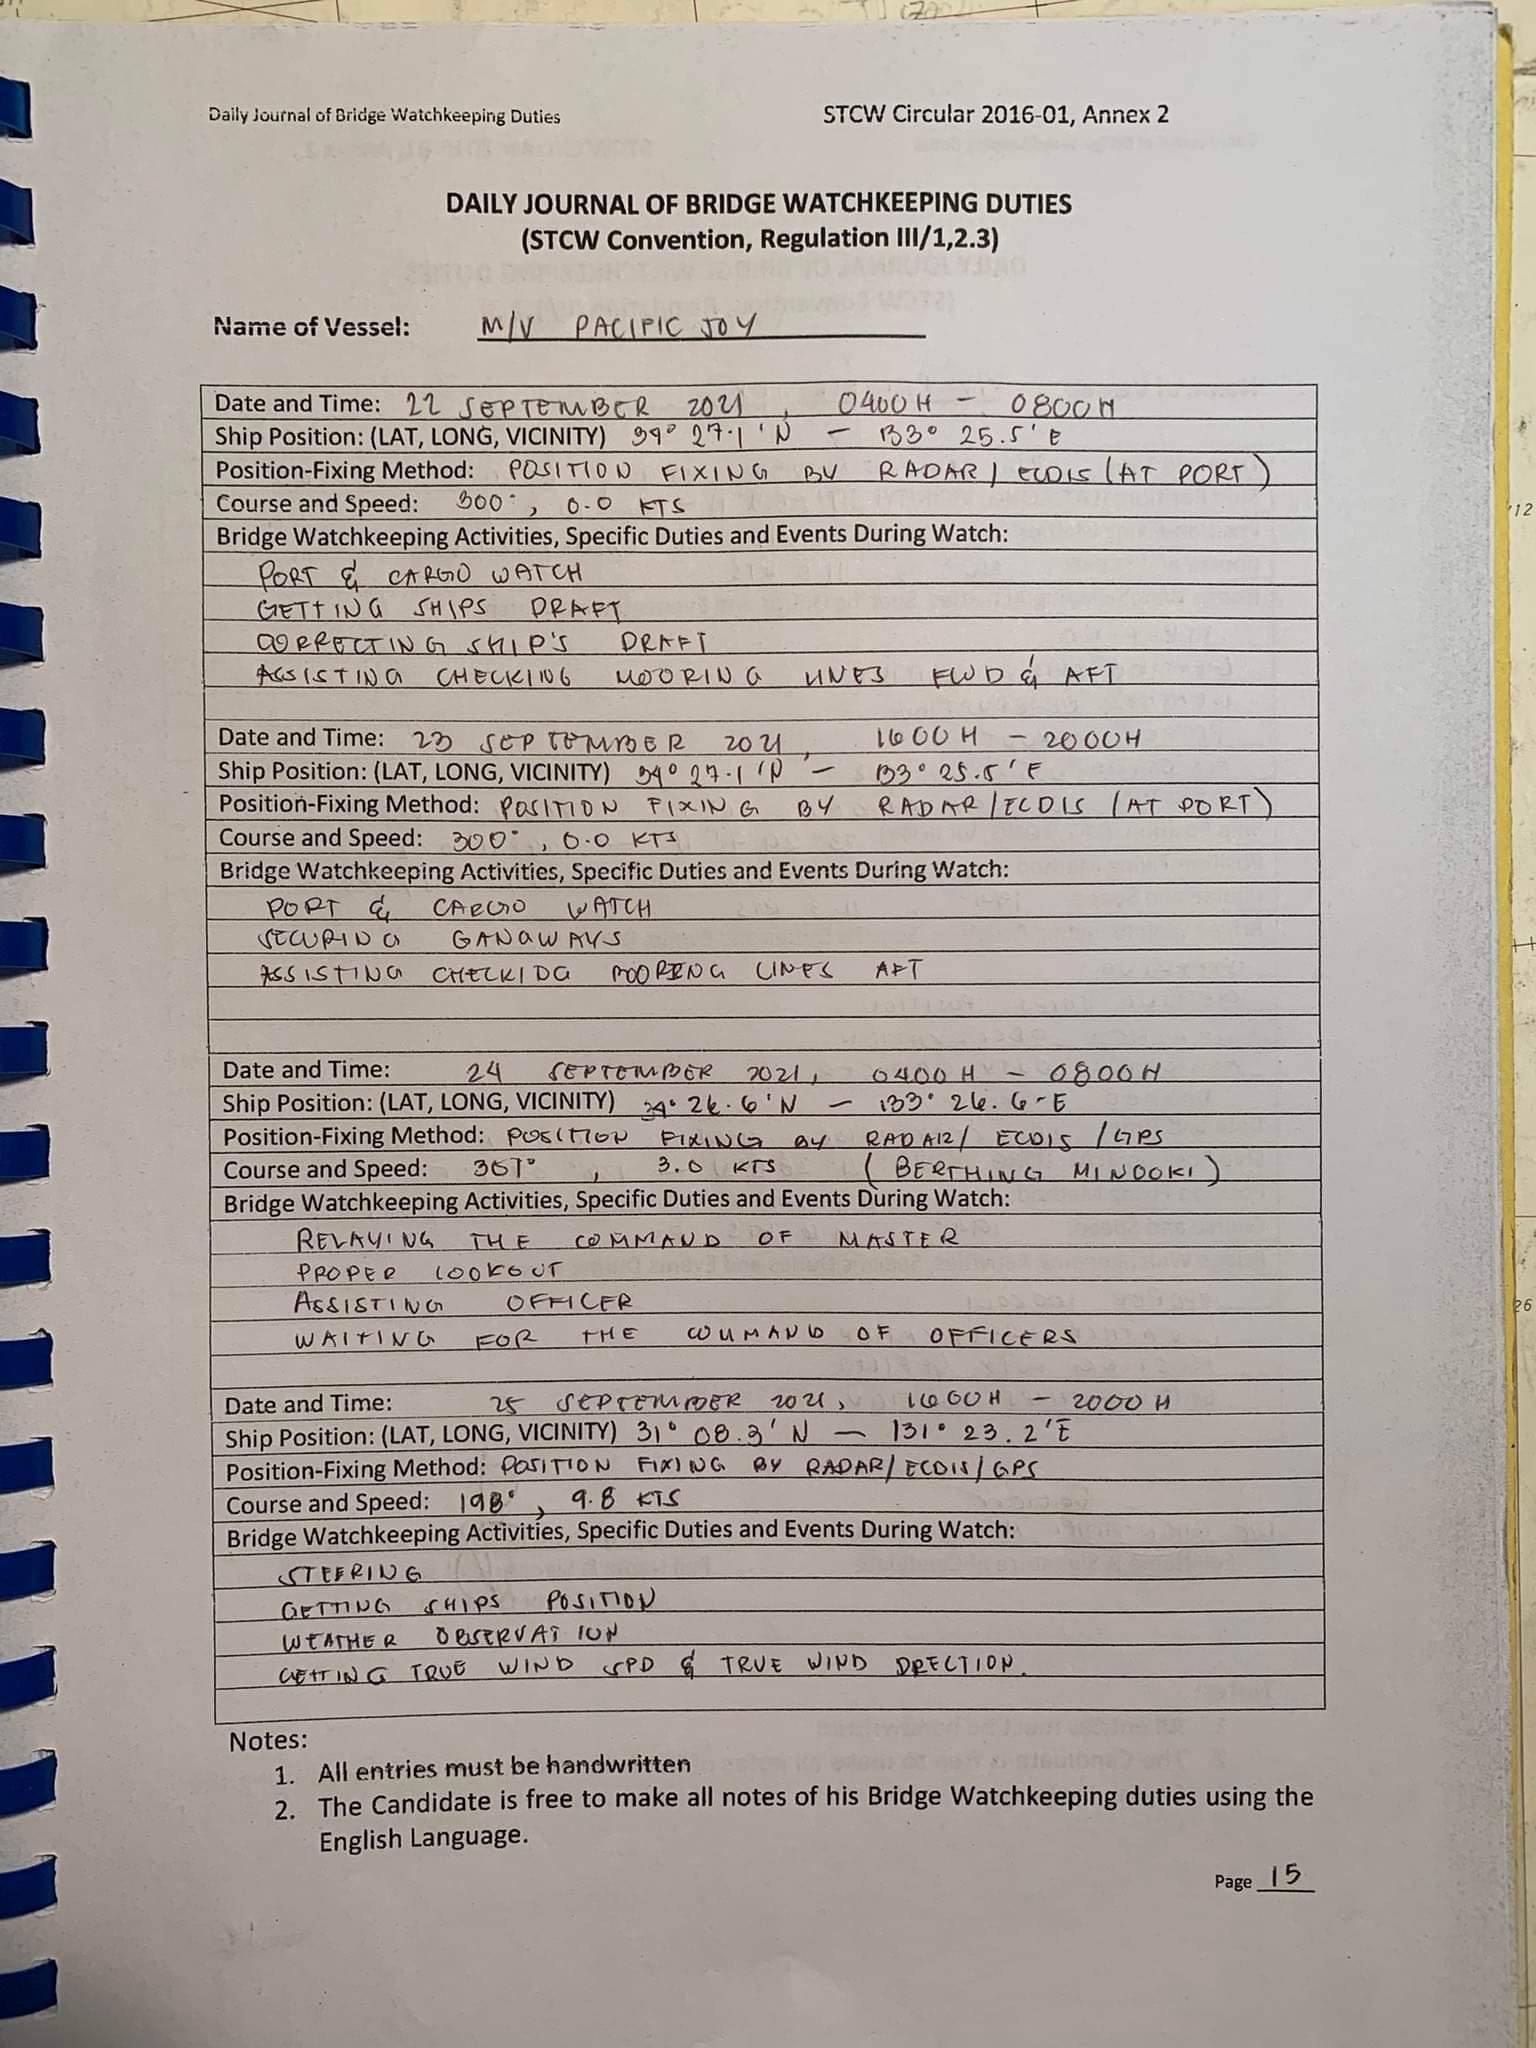 Daily Journal of Bridge Watchkeeping Duties STCW Circular 2016-01, Annex 2
DAILY JOURNAL OF BRIDGE WATCHKEEPING DUTIES
(STCW Convention, Regulation III/1,2.3)
Name of Vessel: M/V PACIFIC JOY
Date and Time: 22 SEPTEMBER 2021, 0400H - 0800H
Ship Position: (LAT, LONG, VICINITY) 34° 27.1'N - 133° 25.5'E
Position-Fixing Method: POSITION FIXING BY RADAR/ ECDIS (AT PORT)
Course and Speed: 300°, 0.0 KTS
Bridge Watchkeeping Activities, Specific Duties and Events During Watch:
PORT & CARGO WATCH
GETTING SHIPS DRAFT
CORRECTING SHIP'S DRAFT
ASSISTING CHECKING MOORING LINES FWD & AFT
Date and Time: 23 SEPTEMBER 2021, 1600H - 2000H
Ship Position: (LAT, LONG, VICINITY) 34° 27.1'N - 133° 25.5'E
Position-Fixing Method: POSITION FIXING BY RADAR/ECDIS (AT PORT)
Course and Speed: 300°, 0.0 KTS
Bridge Watchkeeping Activities, Specific Duties and Events During Watch:
PORT & CARGO WATCH
SECURING GANGWAYS
ASSISTING CHECKING MOORING LINES AFT
Date and Time: 24 SEPTEMBER 2021, 0400H - 0800H
Ship Position: (LAT, LONG, VICINITY) 34° 26.6'N - 133° 26.6'E
Position-Fixing Method: POSITION FIXING BY RADAR/ ECDIS /GPS
Course and Speed: , 3.0 KTS (BERTHING MINOOKI)
Bridge Watchkeeping Activities, Specific Duties and Events During Watch:
RELAYING THE COMMAND OF MASTER
PROPER LOOKOUT
ASSISTING OFFICER
WAITING FOR THE COMMAND OF OFFICERS
Date and Time: 25 SEPTEMBER 2021, 1600H - 2000H
Ship Position: (LAT, LONG, VICINITY) 31° 08.3'N - 131° 23.2'E
Position-Fixing Method: POSITION FIXING BY RADAR/ECDIS/GPS
Course and Speed: 198°, 9.8 KTS
Bridge Watchkeeping Activities, Specific Duties and Events During Watch:
STEERING
GETTING SHIPS POSITION
WEATHER OBSERVATION
GETTING TRUE WIND SPD & TRUE WIND DRECTION.
Notes:
1. All entries must be handwritten
2. The Candidate is free to make all notes of his Bridge Watchkeeping duties using the
English Language.
Page 15
12
26